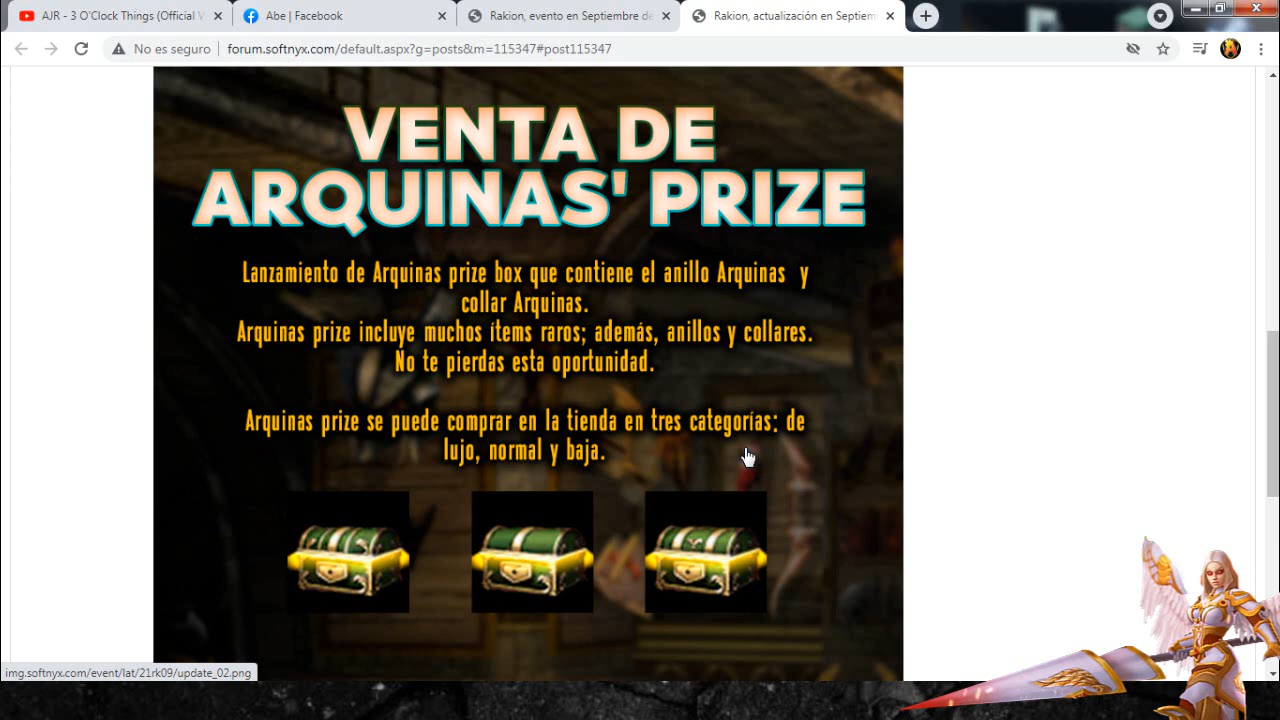 AJR - 3 O'Clock Things (Official V
Abe | Facebook
Rakion, evento en Septiembre de
Rakion, actualización en Septiem
No es seguro
forum.softnyx.com/default.aspx?g=posts&m=115347#post115347
VENTA DE
ARQUINAS' PRIZE
Lanzamiento de Arquinas prize box que contiene el anillo Arquinas y
collar Arquinas.
Arquinas prize incluye muchos ítems raros; además, anillos y collares.
No te pierdas esta oportunidad.
Arquinas prize se puede comprar en la tienda en tres categorías: de
lujo, normal y baja.
img.softnyx.com/event/lat/21rk09/update_02.png